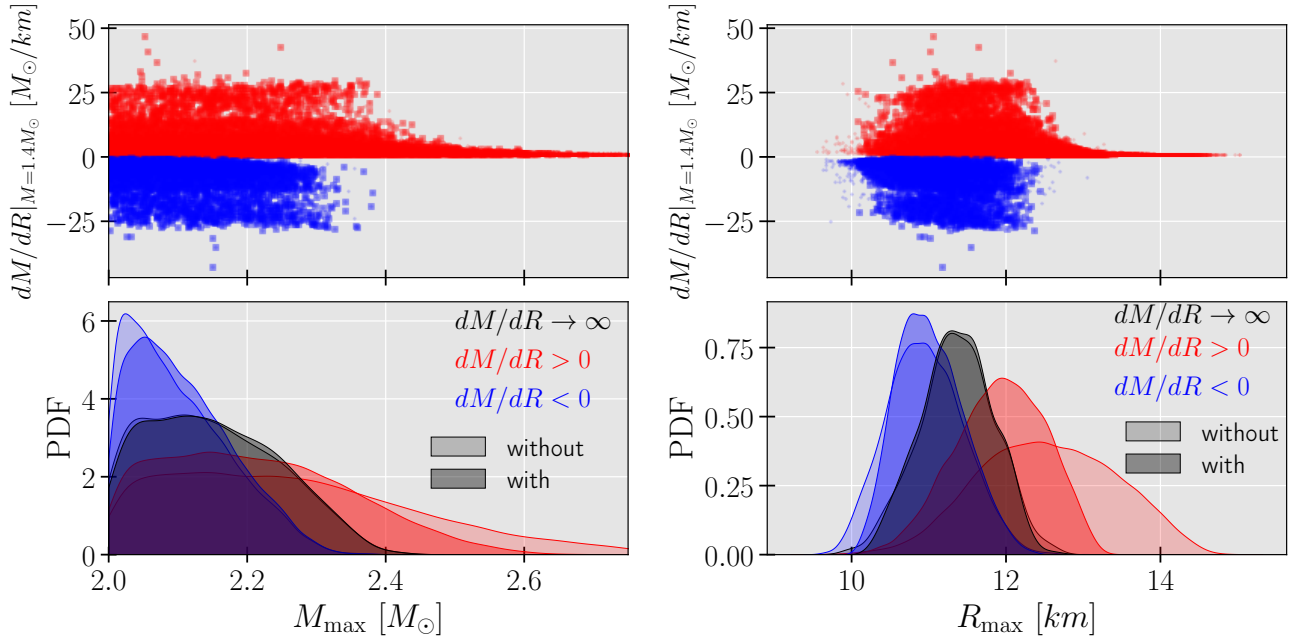 50
25
0
−25
dM/dR|M=1.4M⊙ [M⊙/km]
50
25
0
−25
dM/dR|M=1.4M⊙ [M⊙/km]
6
4
2
0
PDF
dM/dR → ∞
dM/dR > 0
dM/dR < 0
without
with
2.0
2.2
2.4
2.6
Mmax [M⊙]
0.75
0.50
0.25
0.00
PDF
dM/dR → ∞
dM/dR > 0
dM/dR < 0
without
with
10
12
14
Rmax [km]